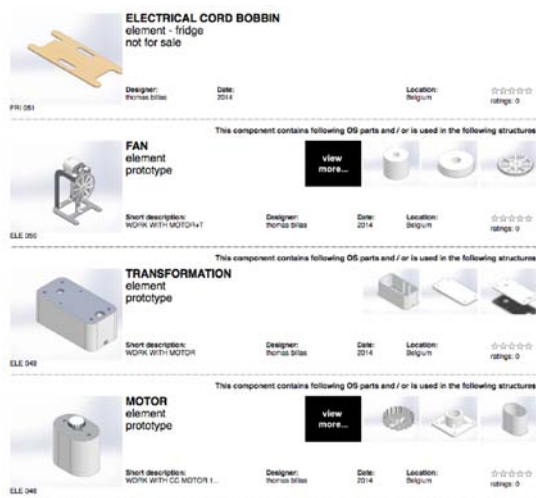 ELECTRICAL CORD BOBBIN
element - fridge
not for sale
Designer: Date: Location:
thomas billas 2014 Belgium
ratings: 0
FRI 051
This component contains following OS parts and / or is used in the following structures
FAN
element
prototype
view
more...
Short description: Designer: Date: Location:
WORK WITH MOTOR+T thomas billas 2014 Belgium
ratings: 0
ELE 050
This component contains following OS parts and / or is used in the following structures
TRANSFORMATION
element
prototype
Short description: Designer: Date: Location:
WORK WITH MOTOR thomas billas 2014 Belgium
ratings: 0
ELE 049
This component contains following OS parts and / or is used in the following structures
MOTOR
element
prototype
view
more...
Short description: Designer: Date: Location:
WORK WITH CC MOTOR 1... thomas billas 2014 Belgium
ratings: 0
ELE 048